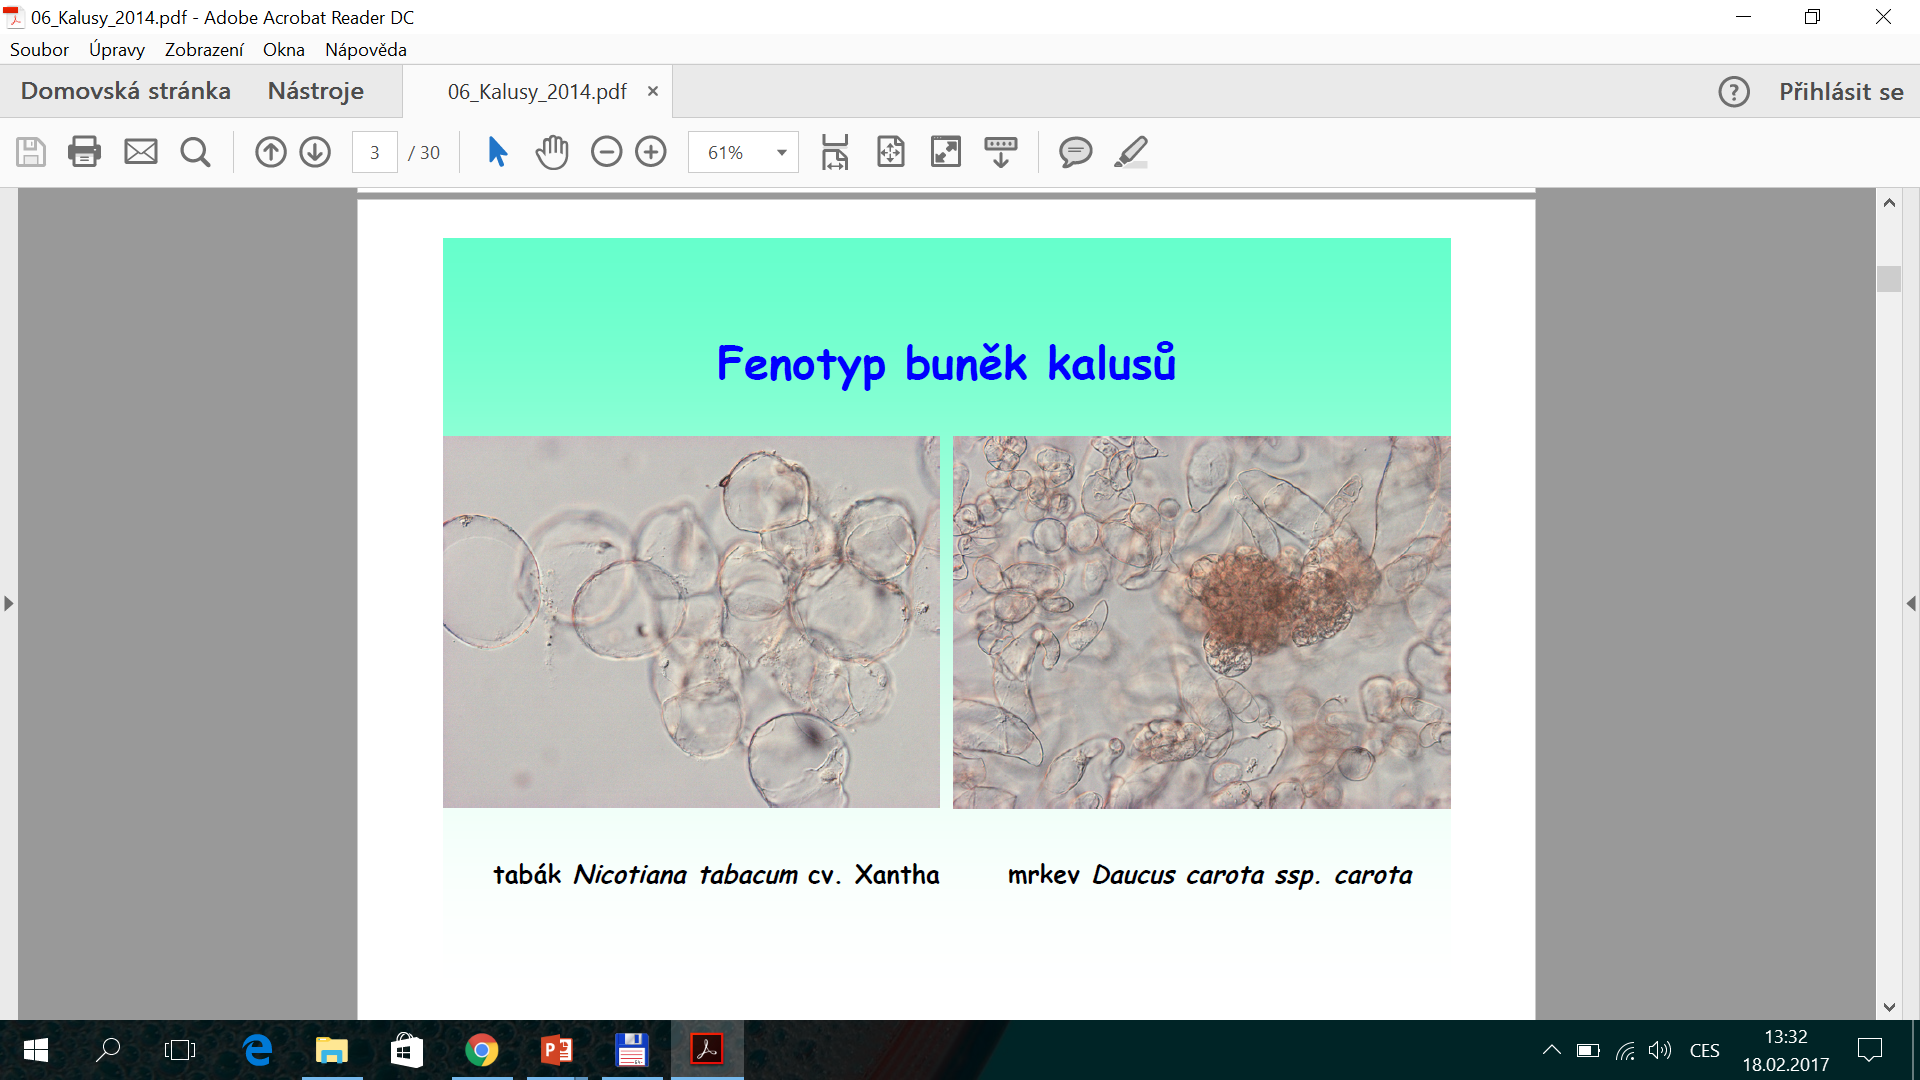 06_Kalusy_2014.pdf - Adobe Acrobat Reader DC
Soubor Úpravy Zobrazení Okna Nápověda
Domovská stránka Nástroje 06_Kalusy_2014.pdf × ? Přihlásit se
3 / 30 61%
Fenotyp buněk kalusů
tabák Nicotiana tabacum cv. Xantha
mrkev Daucus carota ssp. carota
CES
13:32
18.02.2017